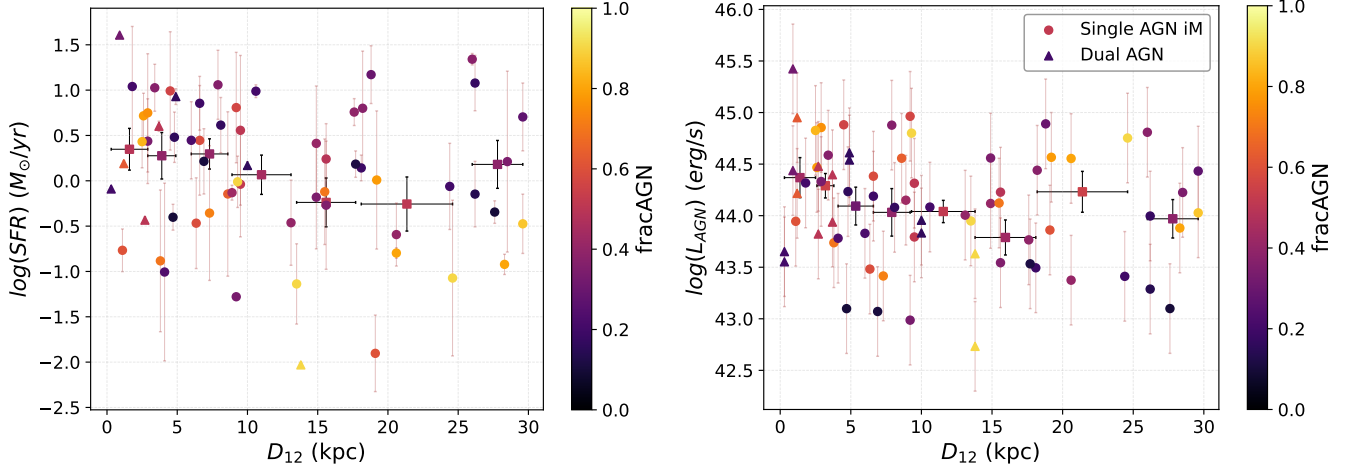 log(SFR) (M⊙/yr)
1.5
1.0
0.5
0.0
−0.5
−1.0
−1.5
−2.0
−2.5
0 5 10 15 20 25 30
D12 (kpc)
1.0
0.8
0.6
0.4
0.2
0.0
fracAGN
log(LAGN) (erg/s)
46.0
45.5
45.0
44.5
44.0
43.5
43.0
42.5
0 5 10 15 20 25 30
D12 (kpc)
Single AGN iM
Dual AGN
1.0
0.8
0.6
0.4
0.2
0.0
fracAGN